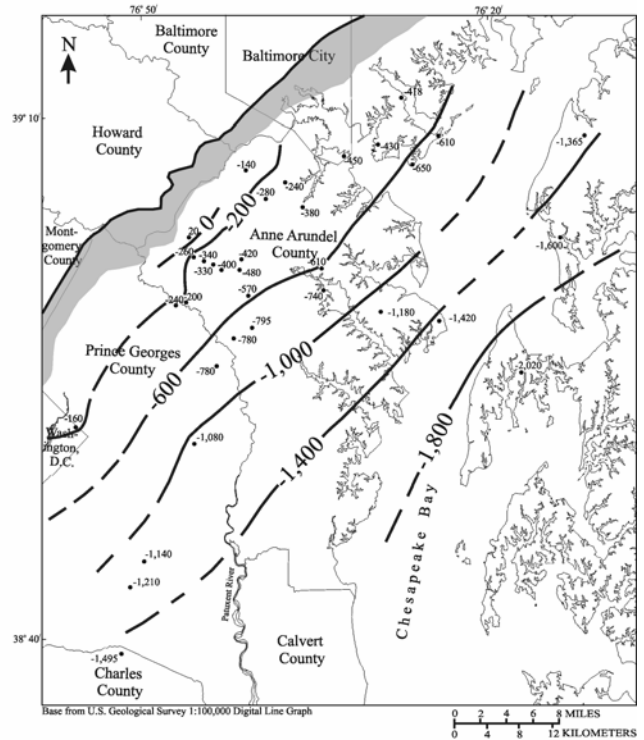 76°50'
76°20'
Baltimore
County
Baltimore City
N
39°10'
Howard
County
-418
-610
-1,365
-430
-450
-650
-140
-240
-280
-380
-200
0
20
Mont-
gomery
County
-260
-340
-420
-330
-400
-480
Anne Arundel
County
-610
-1,600
-570
-740
-240
-200
-1,180
-1,420
-795
-780
Prince Georges
County
-780
-1,000
-600
-2,020
-160
Wash-
ington,
D.C.
-1,080
-1,400
-1,800
Chesapeake Bay
-1,140
-1,210
Patuxent River
38°40'
-1,495
Calvert
County
Charles
County
Base from U.S. Geological Survey 1:100,000 Digital Line Graph
0 2 4 6 8 MILES
0 4 8 12 KILOMETERS